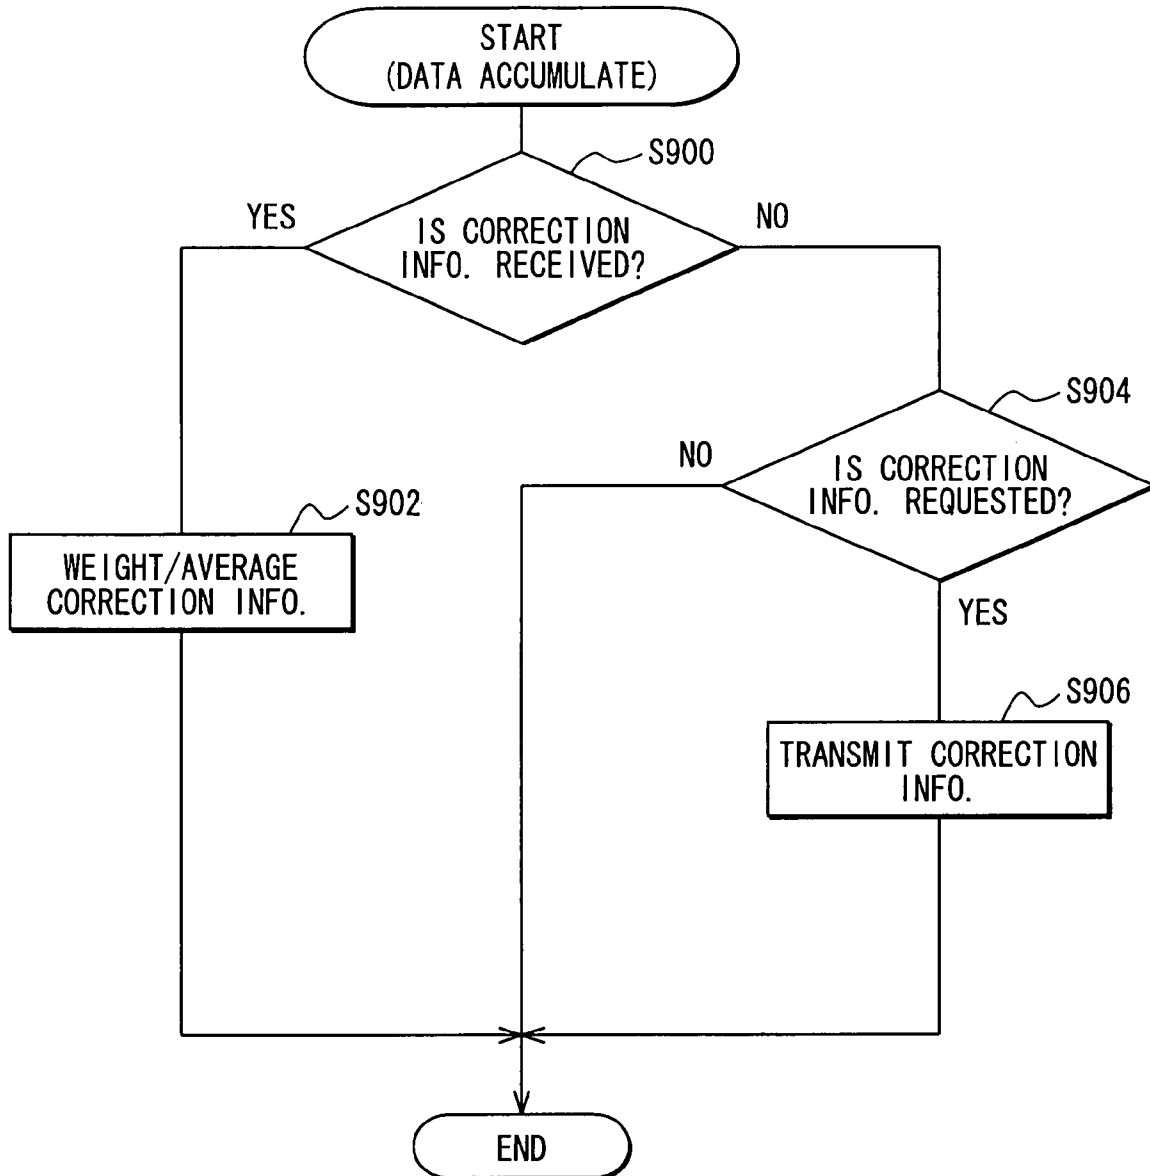 START
(DATA ACCUMULATE)
S900
YES
IS CORRECTION
INFO. RECEIVED?
NO
S904
NO
IS CORRECTION
INFO. REQUESTED?
S902
WEIGHT/AVERAGE
CORRECTION INFO.
YES
S906
TRANSMIT CORRECTION
INFO.
END